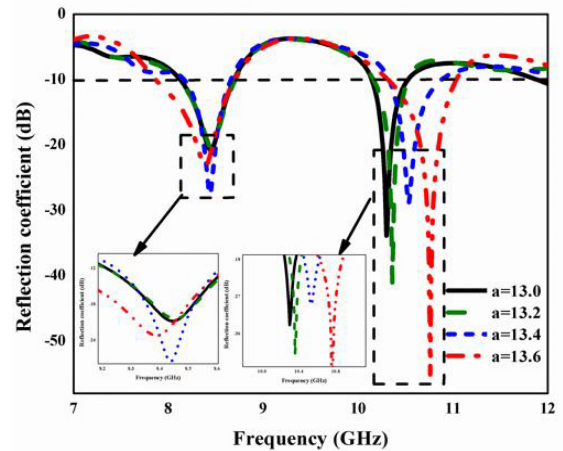 Reflection coefficient (dB)
0
-10
-20
-30
-40
-50
7
8
9
10
11
12
Frequency (GHz)
a=13.0
a=13.2
a=13.4
a=13.6
Reflection coefficient (dB)
Frequency (GHz)
Reflection coefficient (dB)
Frequency (GHz)